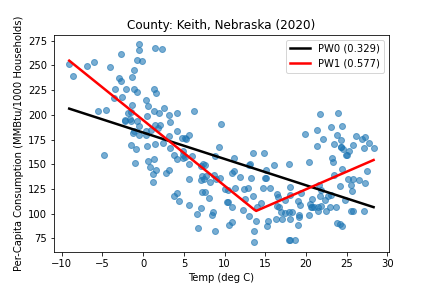 County: Keith, Nebraska (2020)
PW0 (0.329)
PW1 (0.577)
Per-Capita Consumption (MMBtu/1000 Households)
275
250
225
200
175
150
125
100
75
−10 −5 0 5 10 15 20 25 30
Temp (deg C)